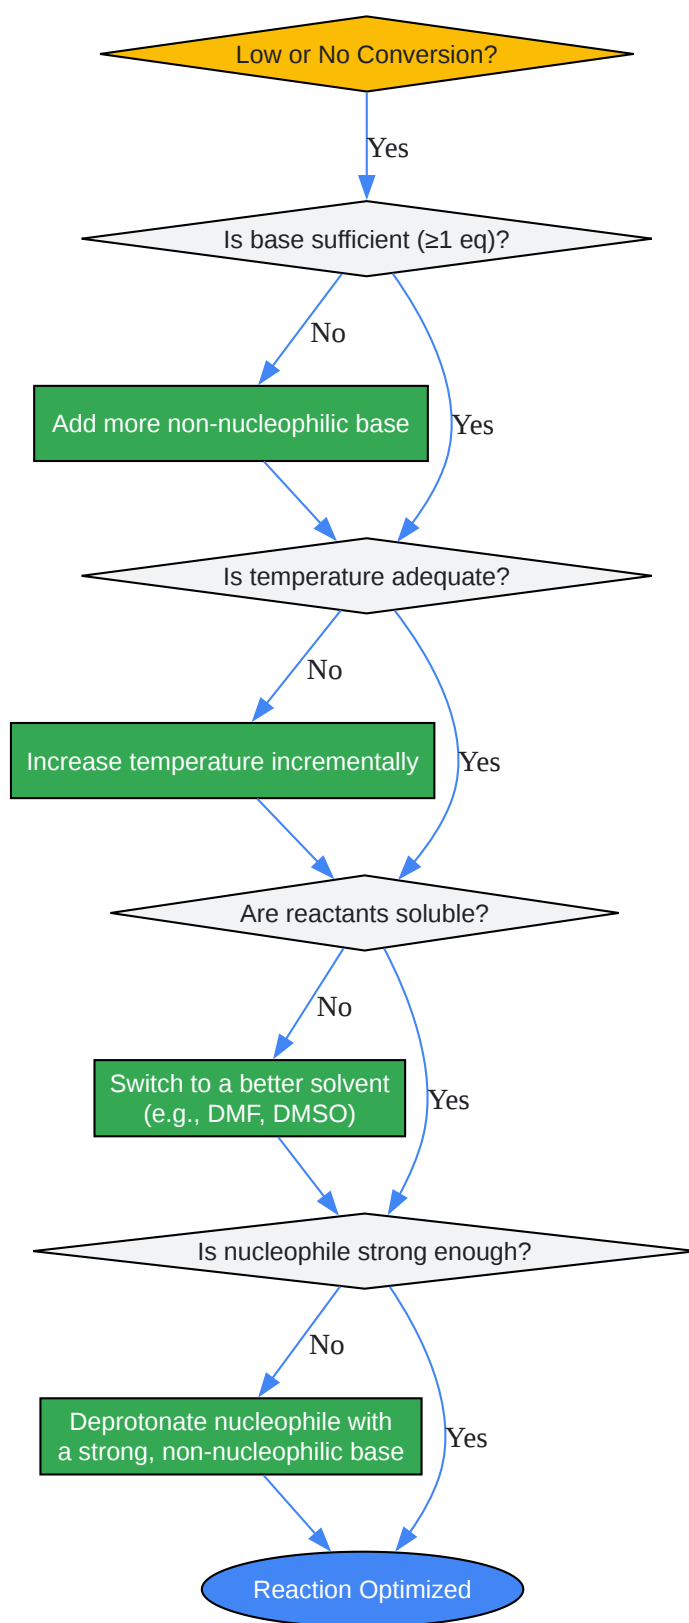 Low or No Conversion?
Yes
Is base sufficient (≥1 eq)?
No
Add more non-nucleophilic base
Yes
Is temperature adequate?
No
Increase temperature incrementally
Yes
Are reactants soluble?
No
Switch to a better solvent
(e.g., DMF, DMSO)
Yes
Is nucleophile strong enough?
No
Deprotonate nucleophile with
a strong, non-nucleophilic base
Yes
Reaction Optimized